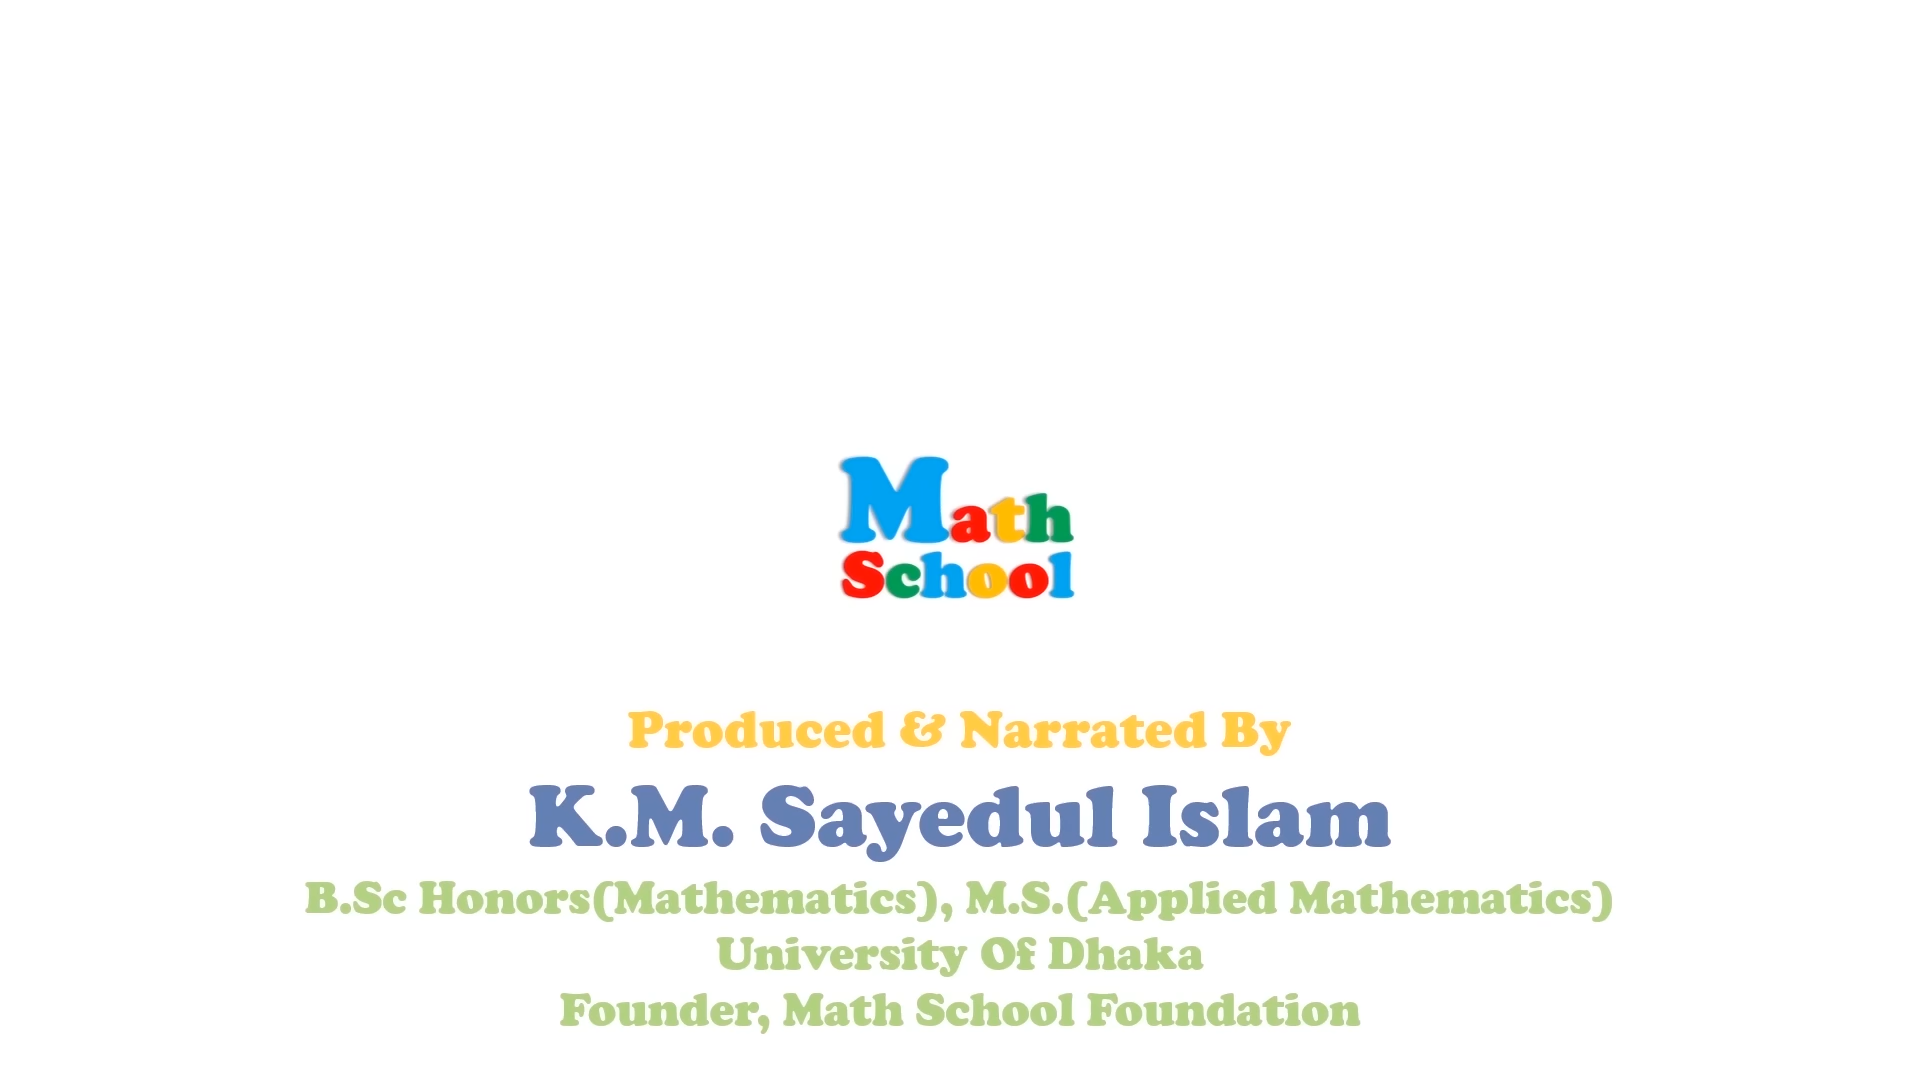 Math
School
Produced & Narrated By
K.M. Sayedul Islam
B.Sc Honors(Mathematics), M.S.(Applied Mathematics)
University Of Dhaka
Founder, Math School Foundation